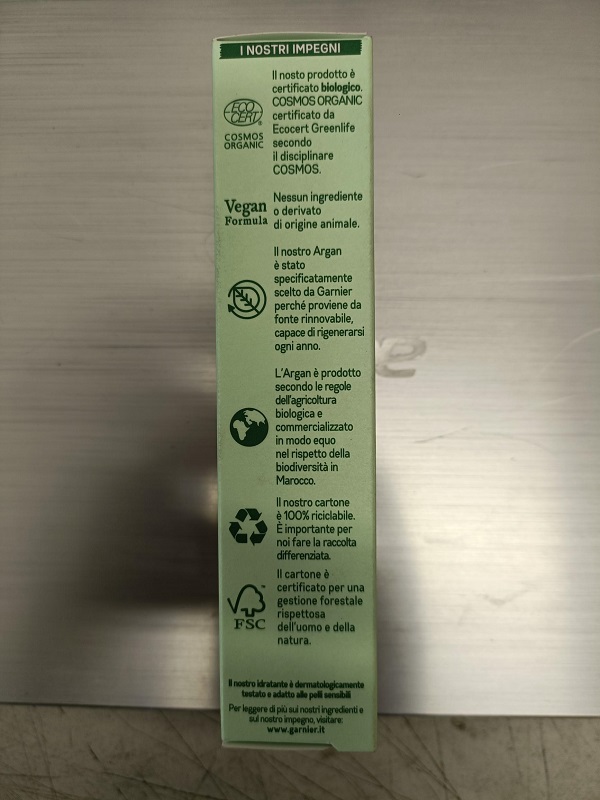 I NOSTRI IMPEGNI
Il nosto prodotto è
certificato biologico.
COSMOS ORGANIC
certificato da
Ecocert Greenlife
secondo
il disciplinare
COSMOS.
ECO
CERT
COSMOS
ORGANIC
Vegan
Formula
Nessun ingrediente
o derivato
di origine animale.
Il nostro Argan
è stato
specificatamente
scelto da Garnier
perché proviene da
fonte rinnovabile,
capace di rigenerarsi
ogni anno.
L'Argan è prodotto
secondo le regole
dell'agricoltura
biologica e
commercializzato
in modo equo
nel rispetto della
biodiversità in
Marocco.
Il nostro cartone
è 100% riciclabile.
È importante per
noi fare la raccolta
differenziata.
Il cartone è
certificato per una
gestione forestale
rispettosa
dell'uomo e della
natura.
FSC
Il nostro idratante è dermatologicamente
testato e adatto alle pelli sensibili
Per leggere di più sui nostri ingredienti e
sul nostro impegno, visitare:
www.garnier.it